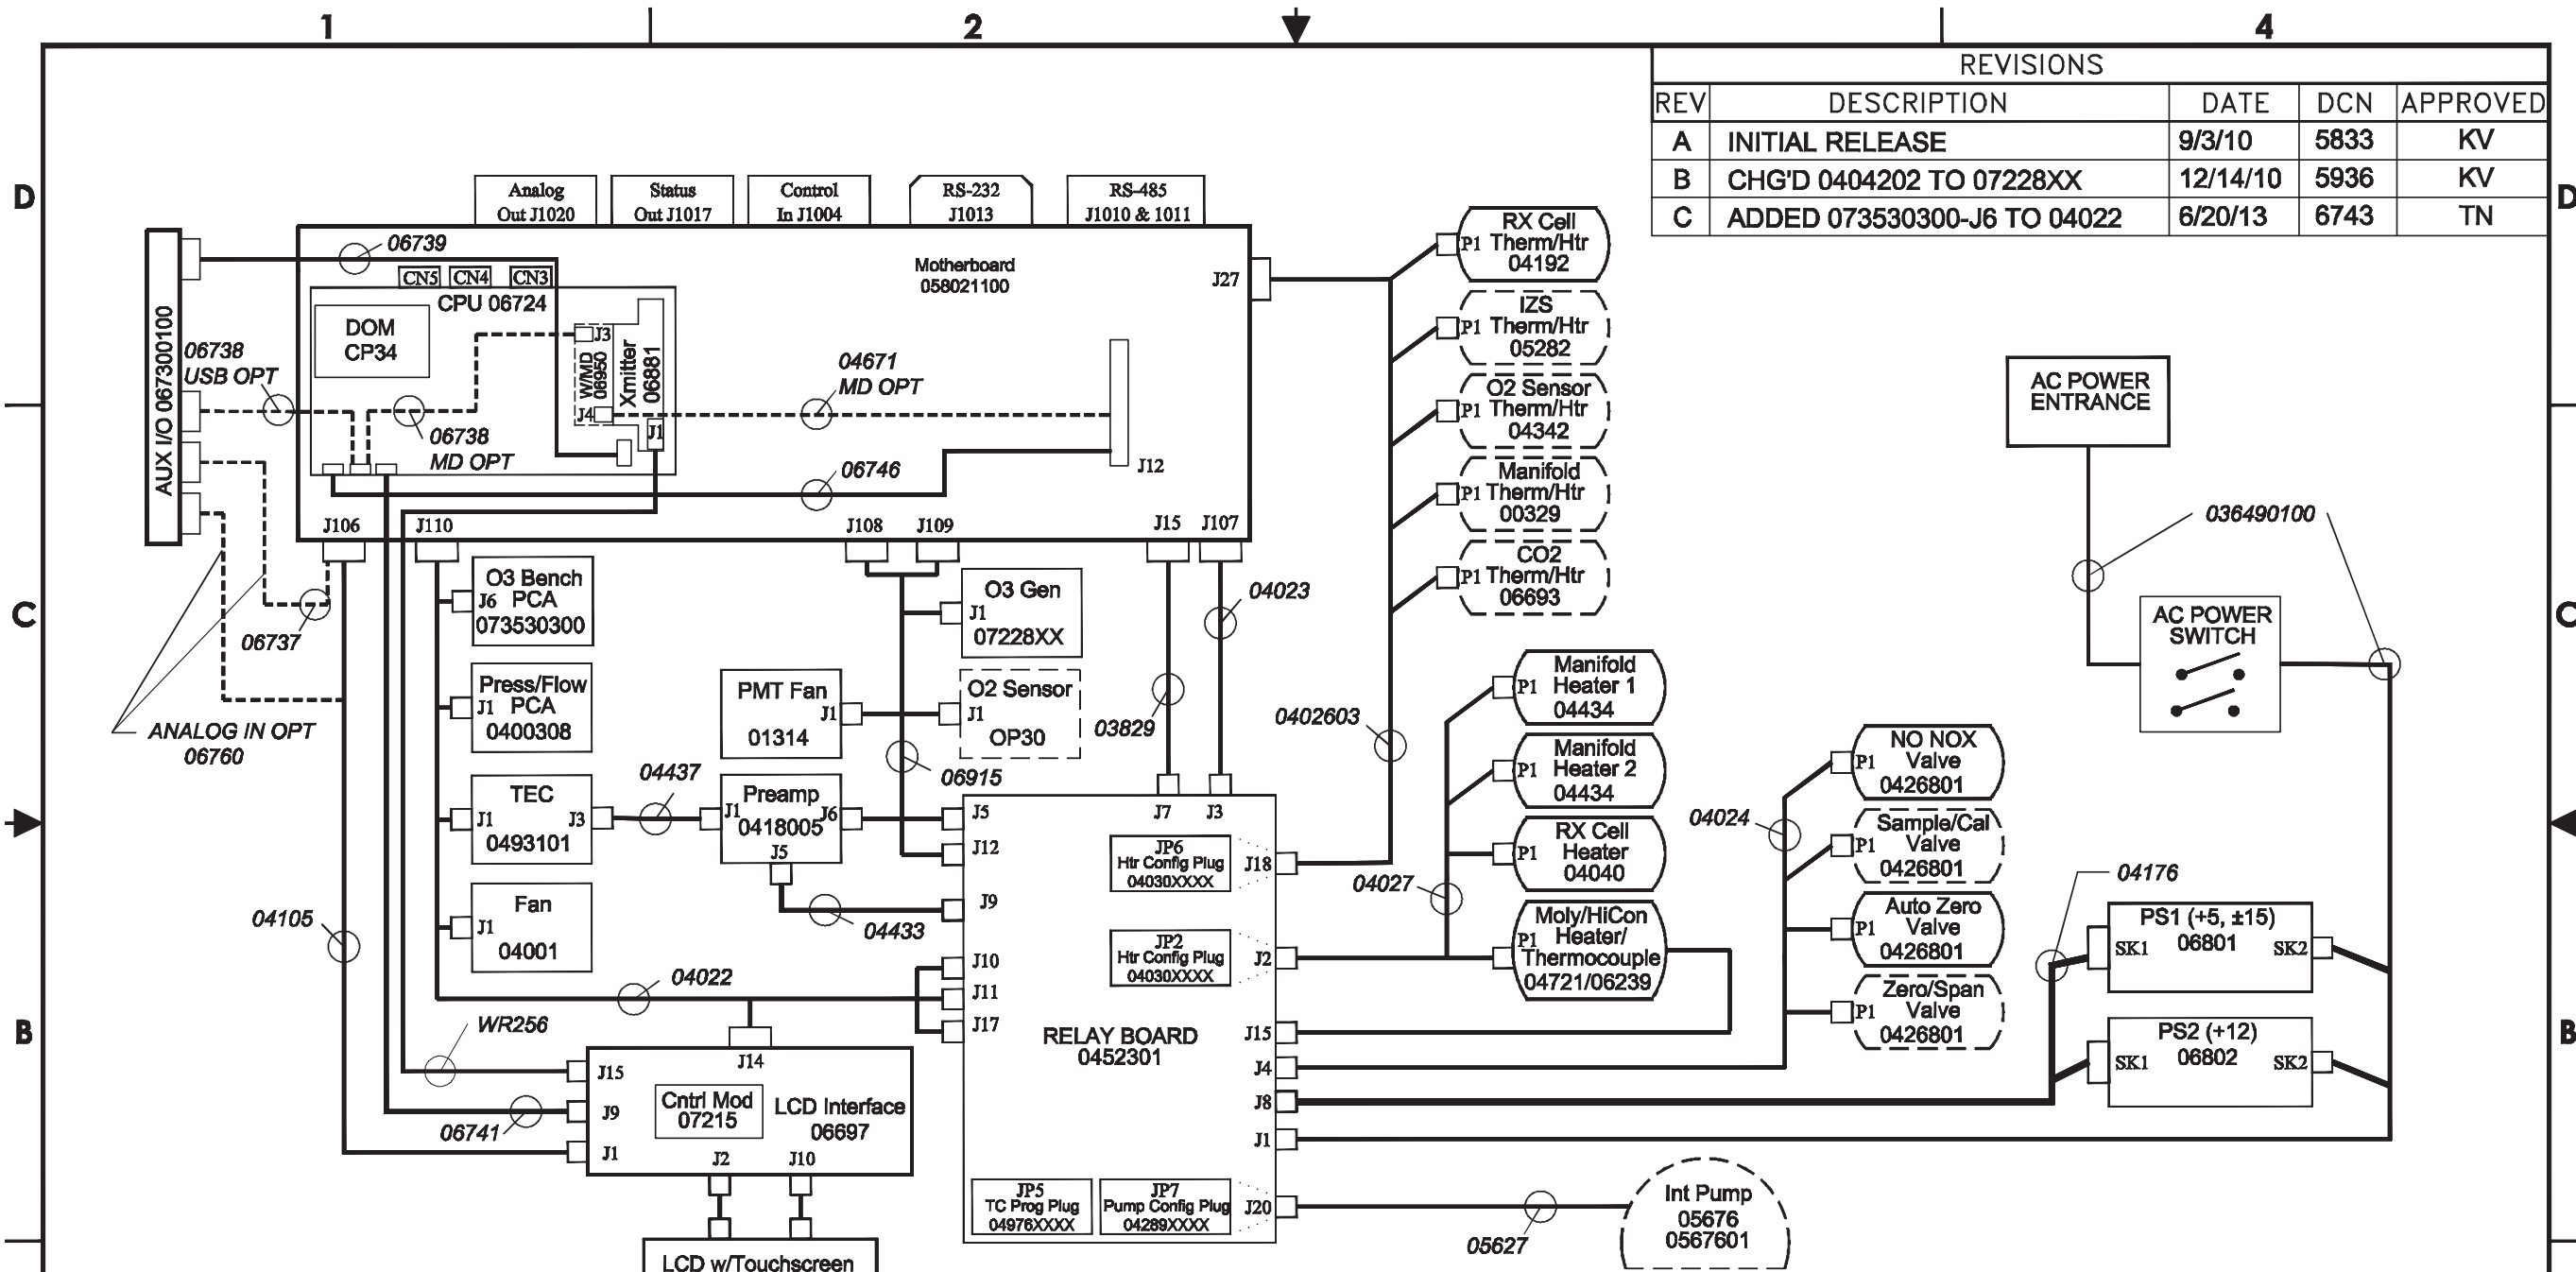 1
2
4
REVISIONS
REV DESCRIPTION DATE DCN APPROVED
A INITIAL RELEASE 9/3/10 5833 KV
B CHG'D 0404202 TO 07228XX 12/14/10 5936 KV
C ADDED 073530300-J6 TO 04022 6/20/13 6743 TN
D
D
C
C
B
B
Analog
Out J1020
Status
Out J1017
Control
In J1004
RS-232
J1013
RS-485
J1010 & 1011
AUX I/O 067300100
06739
CN5
CN4
CN3
CPU 06724
DOM
CP34
Motherboard
058021100
J27
06738
USB OPT
06738
MD OPT
J3
W/MD
06950
J4
Xmitter
06881
J1
04671
MD OPT
06746
J12
J106
J110
J108
J109
J15
J107
06737
ANALOG IN OPT
06760
O3 Bench
J6 PCA
073530300
Press/Flow
J1 PCA
0400308
TEC
J1 J3
0493101
Fan
J1
04001
04437
PMT Fan
J1
01314
Preamp
J1 J6
0418005
J5
O3 Gen
J1
07228XX
O2 Sensor
J1
OP30
06915
04433
03829
04023
0402603
04105
04022
WR256
06741
J14
J15
J9
J1
Cntrl Mod
07215
LCD Interface
06697
J2
J10
LCD w/Touchscreen
J5
J12
J9
J10
J11
J17
J7
J3
JP6
Htr Config Plug
04030XXXX
J18
JP2
Htr Config Plug
04030XXXX
J2
RELAY BOARD
0452301
J15
J4
J8
J1
JP5
TC Prog Plug
04976XXXX
JP7
Pump Config Plug
04289XXXX
J20
RX Cell
P1 Therm/Htr
04192
IZS
P1 Therm/Htr
05282
O2 Sensor
P1 Therm/Htr
04342
Manifold
P1 Therm/Htr
00329
CO2
P1 Therm/Htr
06693
Manifold
P1 Heater 1
04434
Manifold
P1 Heater 2
04434
RX Cell
P1 Heater
04040
Moly/HiCon
P1 Heater/
Thermocouple
04721/06239
04027
04024
NO NOX
P1 Valve
0426801
Sample/Cal
P1 Valve
0426801
Auto Zero
P1 Valve
0426801
Zero/Span
P1 Valve
0426801
AC POWER
ENTRANCE
036490100
AC POWER
SWITCH
04176
PS1 (+5, ±15)
06801
SK1 SK2
PS2 (+12)
06802
SK1 SK2
05627
Int Pump
05676
0567601